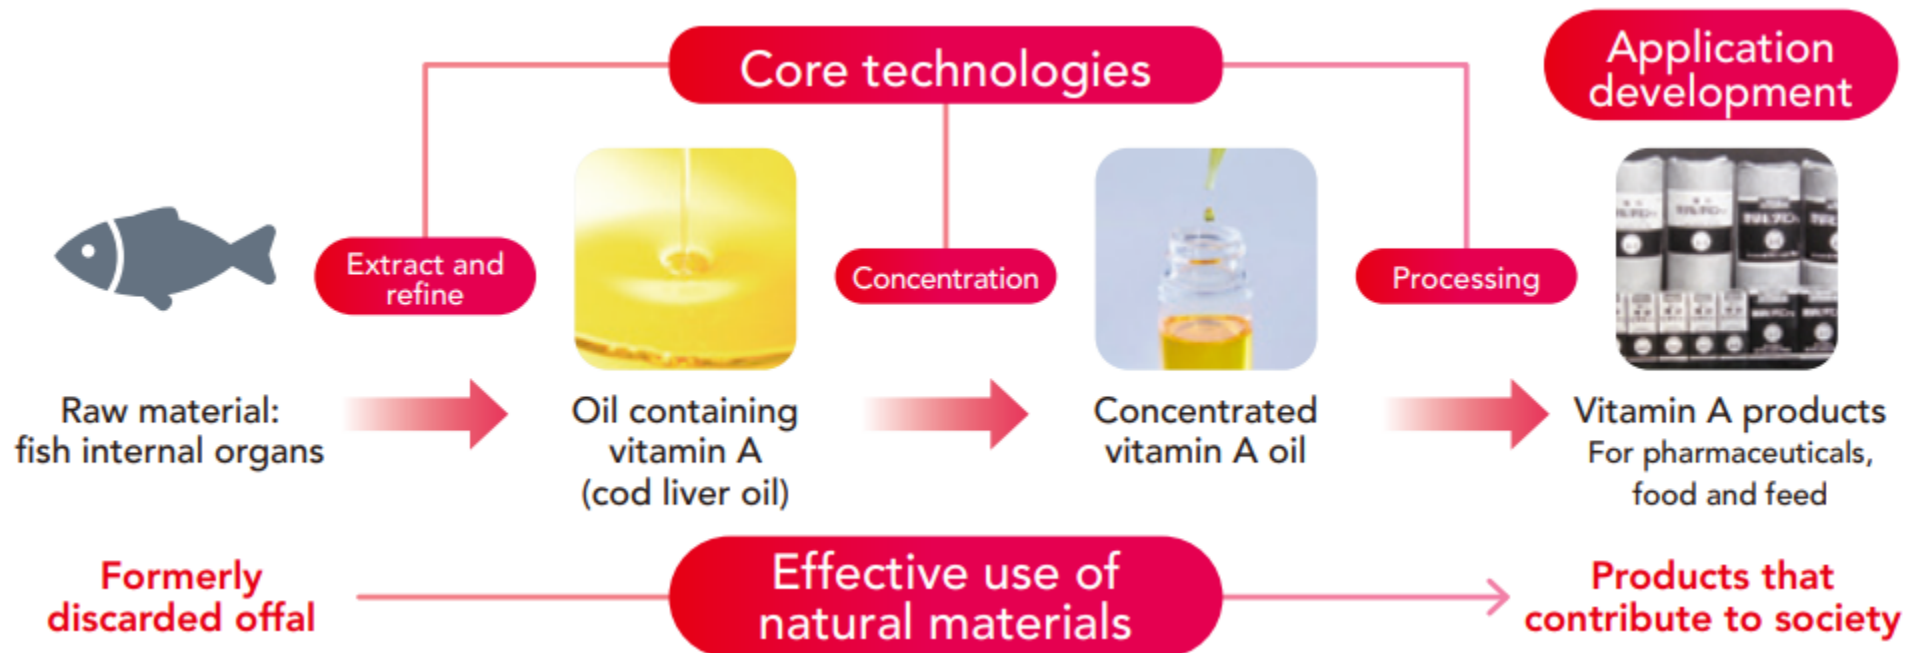 Core technologies
Application
development
Extract and
refine
Concentration
Processing
Raw material:
fish internal organs
Oil containing
vitamin A
(cod liver oil)
Concentrated
vitamin A oil
Vitamin A products
For pharmaceuticals,
food and feed
Formerly
discarded offal
Effective use of
natural materials
Products that
contribute to society